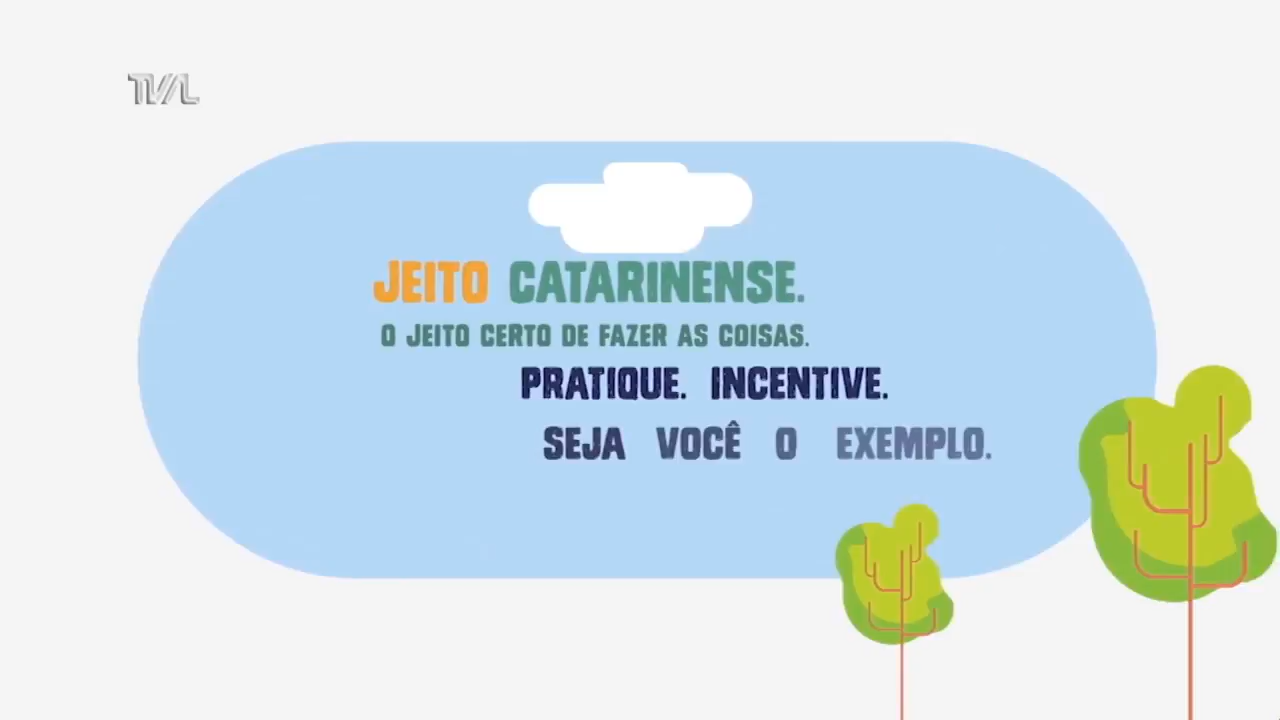 TVAL
JEITO CATARINENSE.
O JEITO CERTO DE FAZER AS COISAS.
PRATIQUE. INCENTIVE.
SEJA VOCÊ O EXEMPLO.